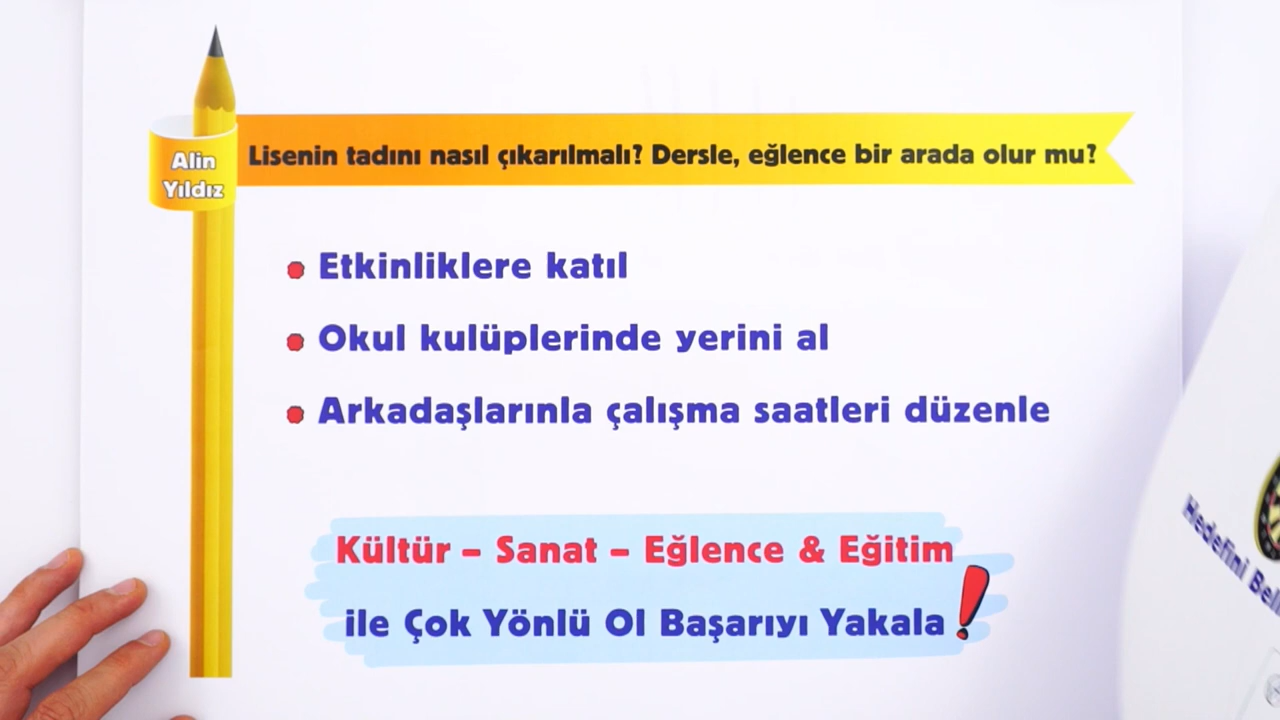 Alin
Yıldız
Lisenin tadını nasıl çıkarılmalı? Dersle, eğlence bir arada olur mu?
• Etkinliklere katıl
• Okul kulüplerinde yerini al
• Arkadaşlarınla çalışma saatleri düzenle
Kültür – Sanat – Eğlence & Eğitim
ile Çok Yönlü Ol Başarıyı Yakala!
Hedefini